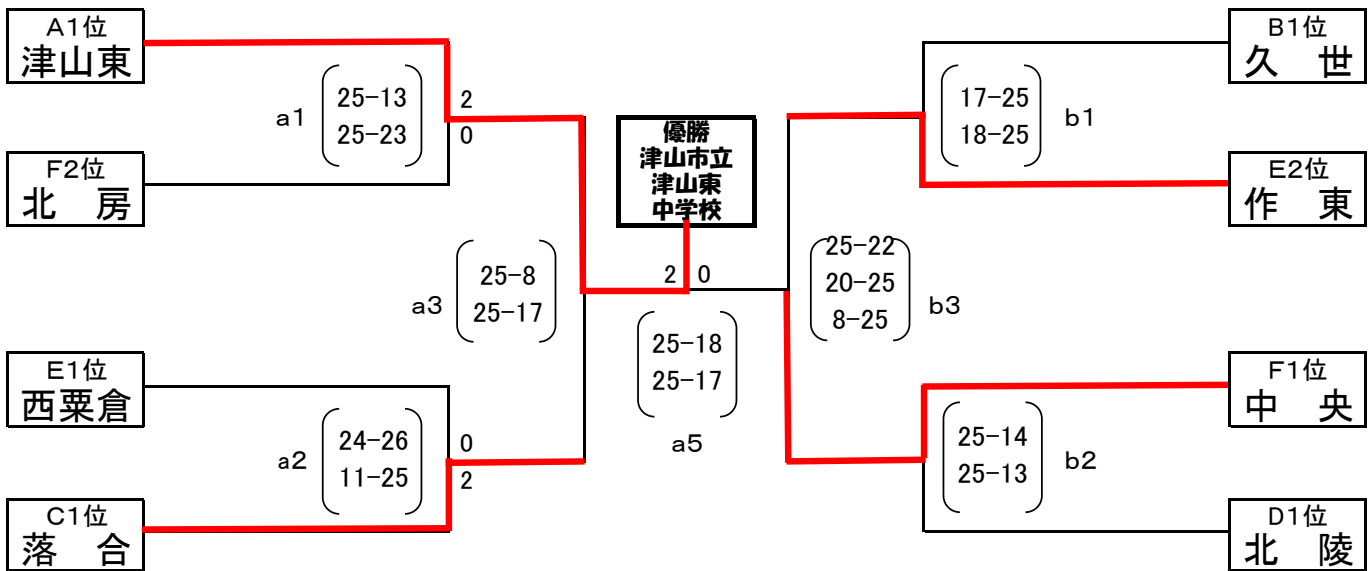 A1位
津山東
a1
25-13
25-23
2
0
F2位
北　房
a3
25-8
25-17
E1位
西粟倉
a2
24-26
11-25
0
2
C1位
落　合
優勝
津山市立
津山東
中学校
2 0
25-18
25-17
a5
B1位
久　世
17-25
18-25
b1
E2位
作　東
25-22
20-25
8-25
b3
F1位
中　央
25-14
25-13
b2
D1位
北　陵